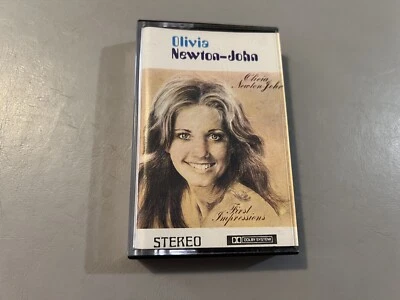 Olivia
Newton-John
Olivia
Newton-John
First
Impressions
STEREO
DOLBY SYSTEM